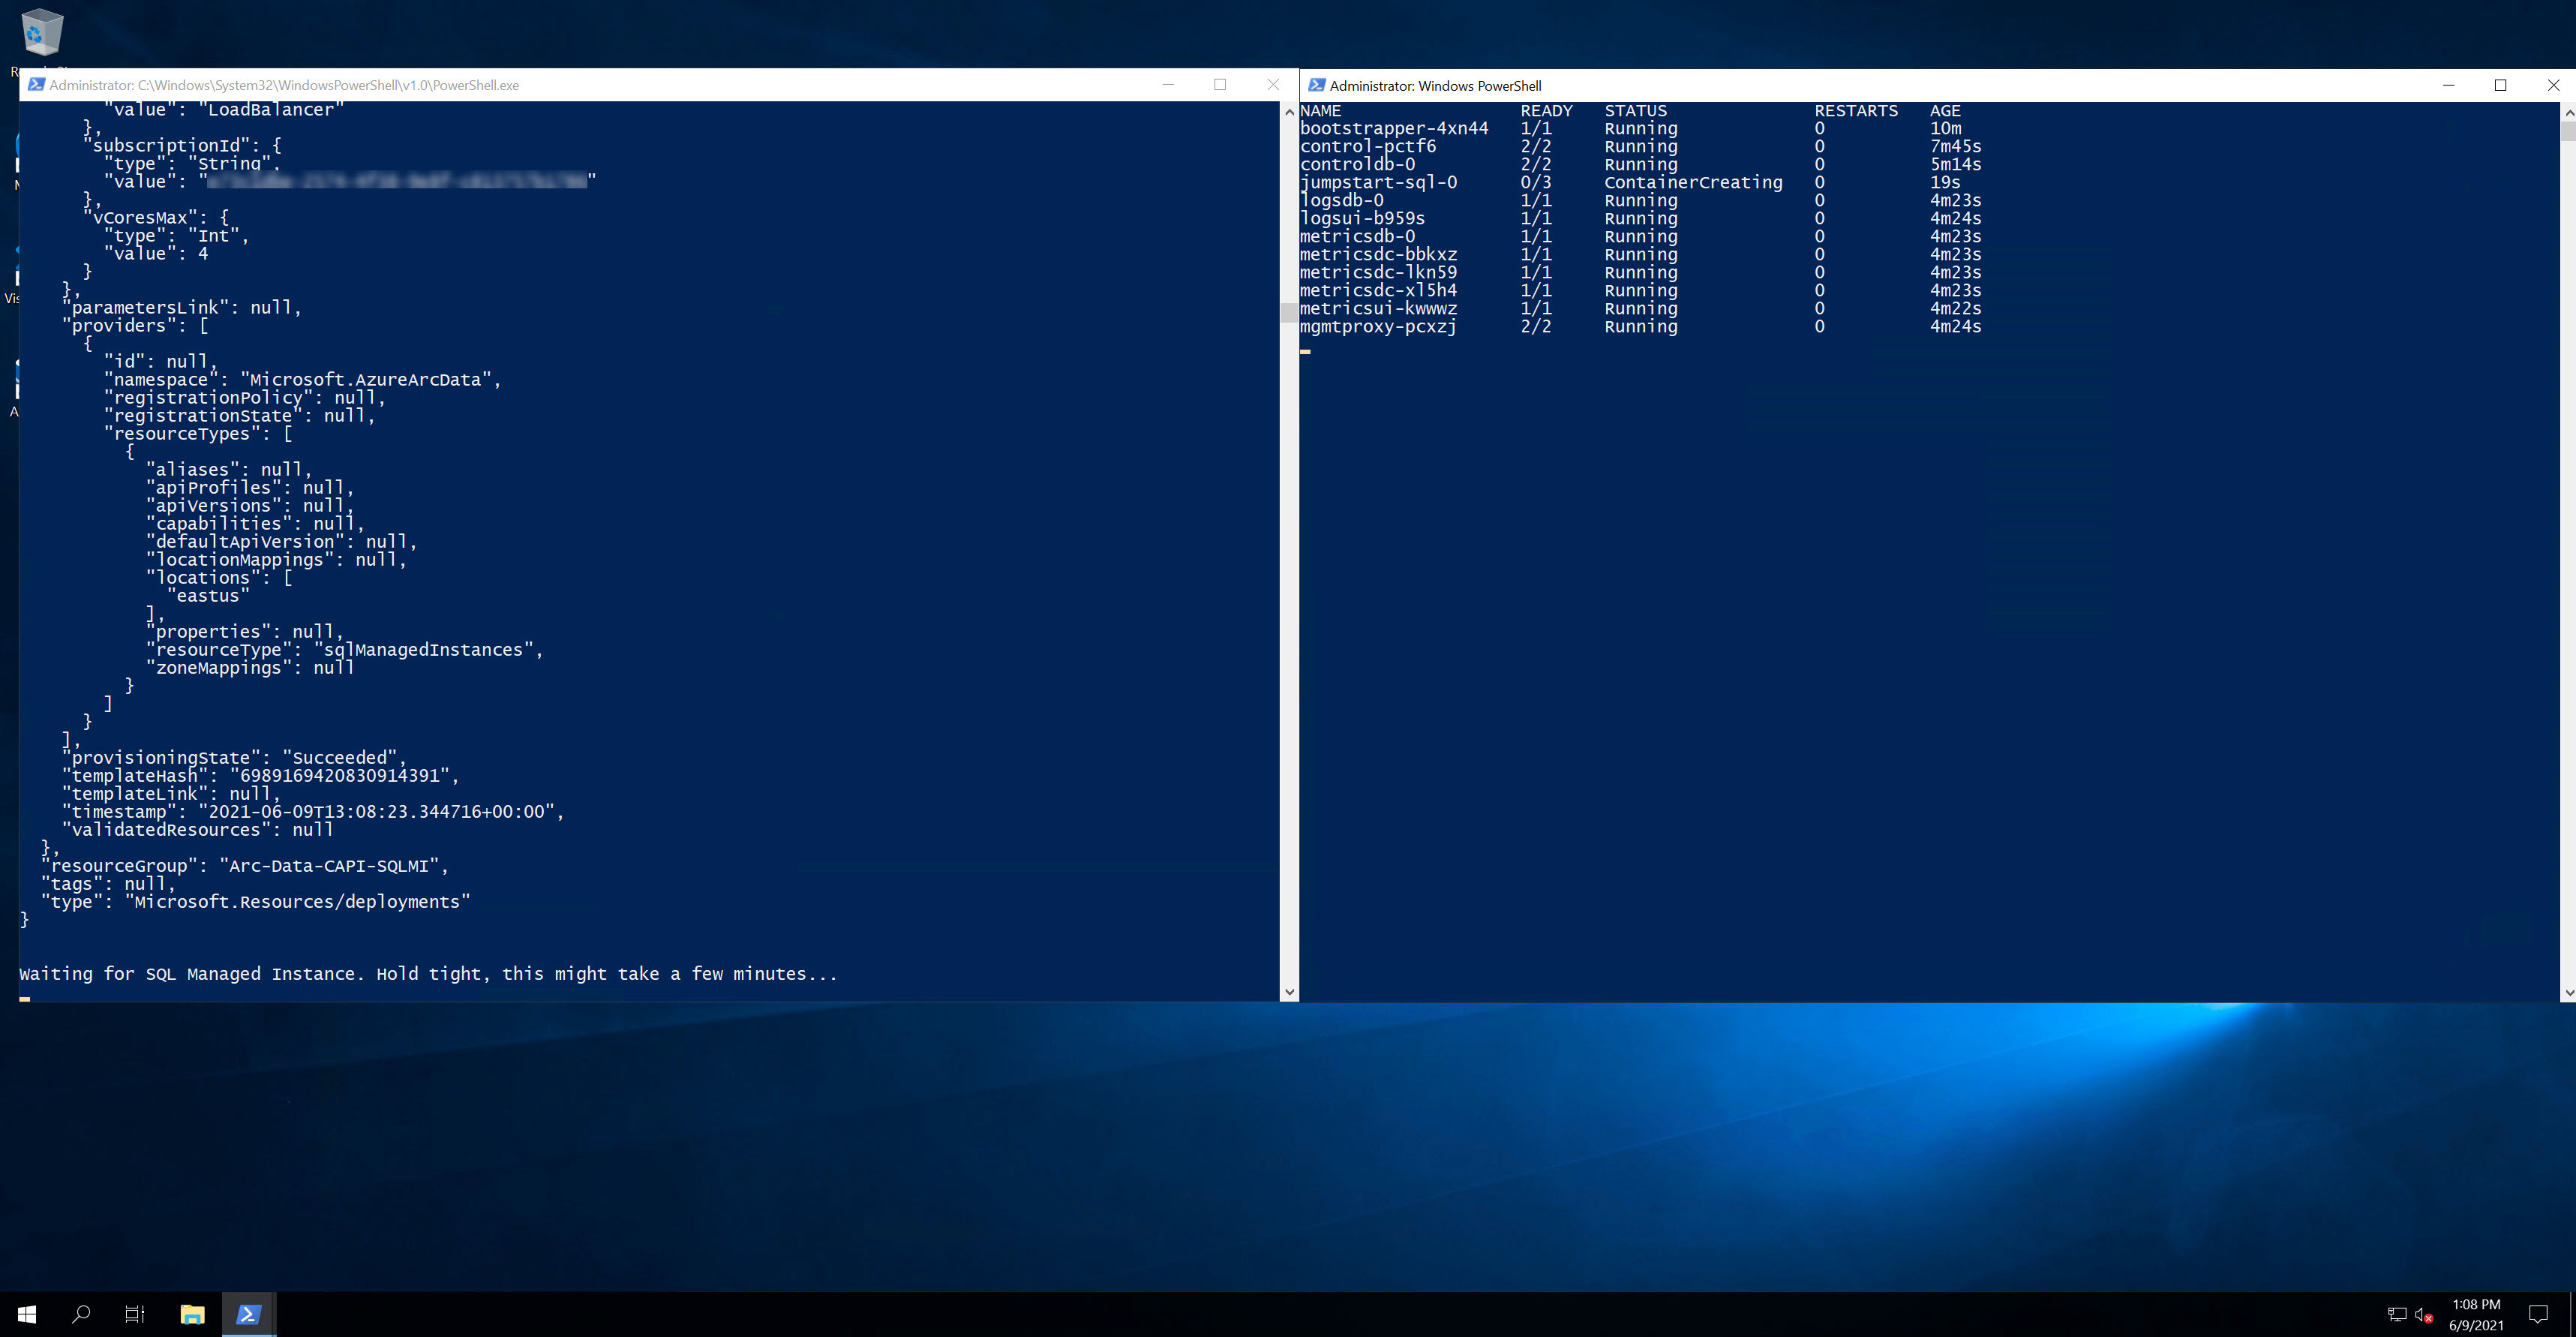 Administrator: C:\Windows\System32\WindowsPowerShell\v1.0\PowerShell.exe
"value": "LoadBalancer"
},
"subscriptionId": {
"type": "String",
"value": "
"
},
"vCoresMax": {
"type": "Int",
"value": 4
}
},
"parametersLink": null,
"providers": [
{
"id": null,
"namespace": "Microsoft.AzureArcData",
"registrationPolicy": null,
"registrationState": null,
"resourceTypes": [
{
"aliases": null,
"apiProfiles": null,
"apiVersions": null,
"capabilities": null,
"defaultApiVersion": null,
"locationMappings": null,
"locations": [
"eastus"
],
"properties": null,
"resourceType": "sqlManagedInstances",
"zoneMappings": null
}
]
}
],
"provisioningState": "Succeeded",
"templateHash": "6989169420830914391",
"templateLink": null,
"timestamp": "2021-06-09T13:08:23.344716+00:00",
"validatedResources": null
},
"resourceGroup": "Arc-Data-CAPI-SQLMI",
"tags": null,
"type": "Microsoft.Resources/deployments"
}
Waiting for SQL Managed Instance. Hold tight, this might take a few minutes...
Administrator: Windows PowerShell
NAME READY STATUS RESTARTS AGE
bootstrapper-4xn44 1/1 Running 0 10m
control-pctf6 2/2 Running 0 7m45s
controldb-0 2/2 Running 0 5m14s
jumpstart-sql-0 0/3 ContainerCreating 0 19s
logsdb-0 1/1 Running 0 4m23s
logsui-b959s 1/1 Running 0 4m24s
metricsdb-0 1/1 Running 0 4m23s
metricsdc-bbkxz 1/1 Running 0 4m23s
metricsdc-lkn59 1/1 Running 0 4m23s
metricsdc-xl5h4 1/1 Running 0 4m23s
metricsui-kwwwz 1/1 Running 0 4m22s
mgmtproxy-pcxzj 2/2 Running 0 4m24s
1:08 PM
6/9/2021